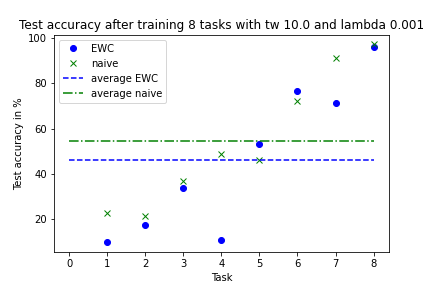 Test accuracy after training 8 tasks with tw 10.0 and lambda 0.001
EWC
naive
average EWC
average naive
Test accuracy in %
100
80
60
40
20
0 1 2 3 4 5 6 7 8
Task